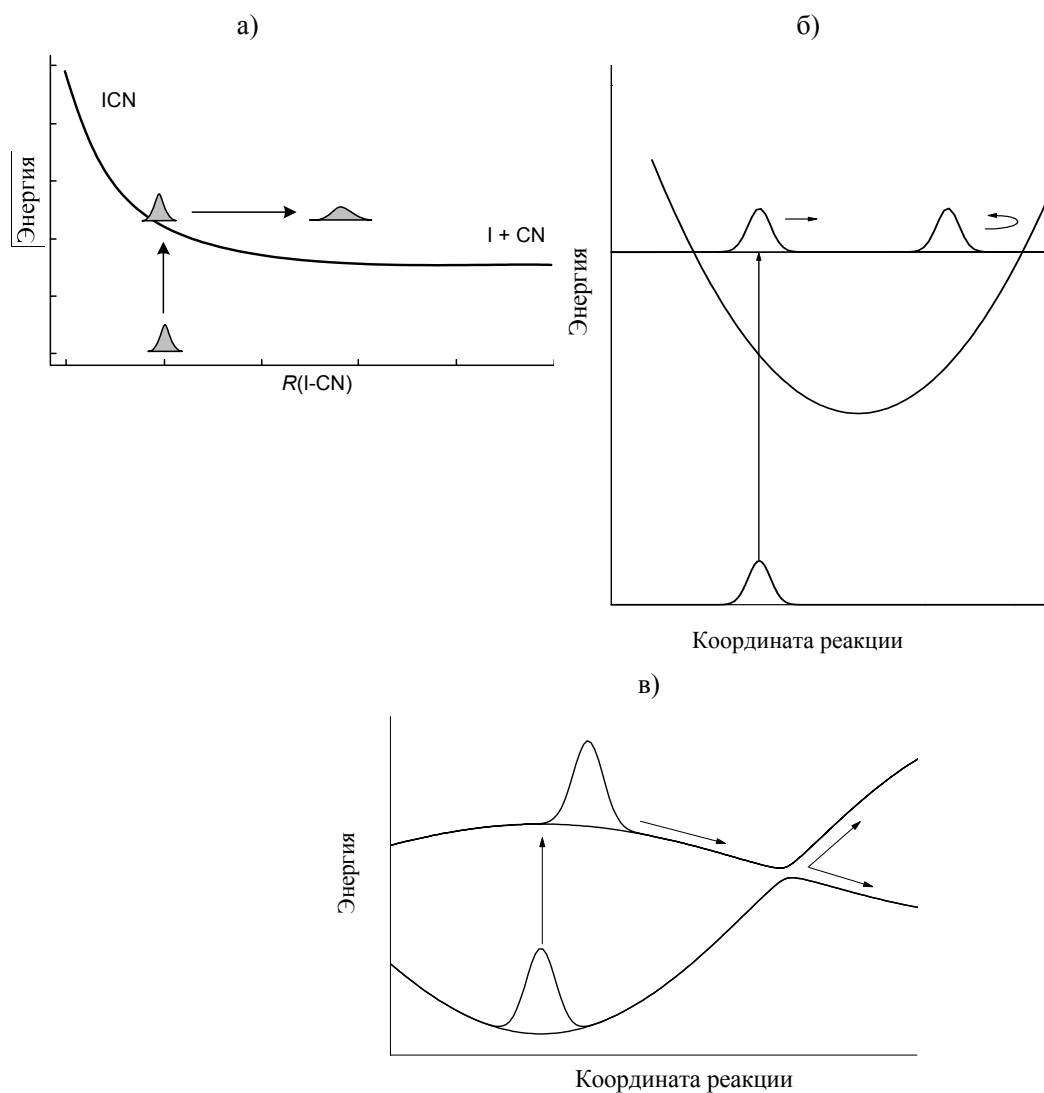 а)
ICN
Энергия
I + CN
R(I-CN)
б)
Энергия
Координата реакции
в)
Энергия
Координата реакции